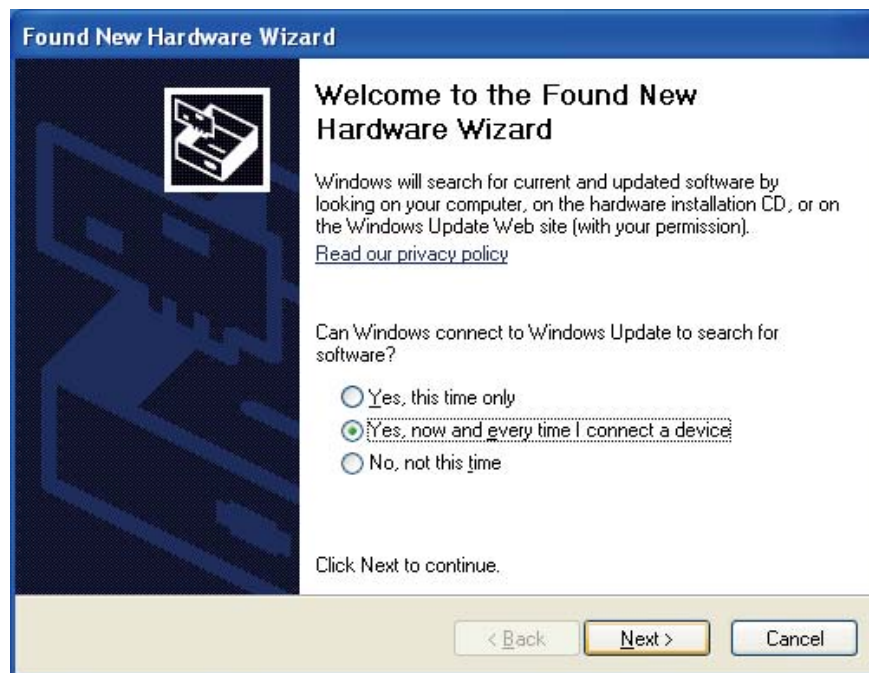 Found New Hardware Wizard
Welcome to the Found New
Hardware Wizard
Windows will search for current and updated software by
looking on your computer, on the hardware installation CD, or on
the Windows Update Web site (with your permission).
Read our privacy policy
Can Windows connect to Windows Update to search for
software?
Yes, this time only
Yes, now and every time I connect a device
No, not this time
Click Next to continue.
< Back
Next >
Cancel